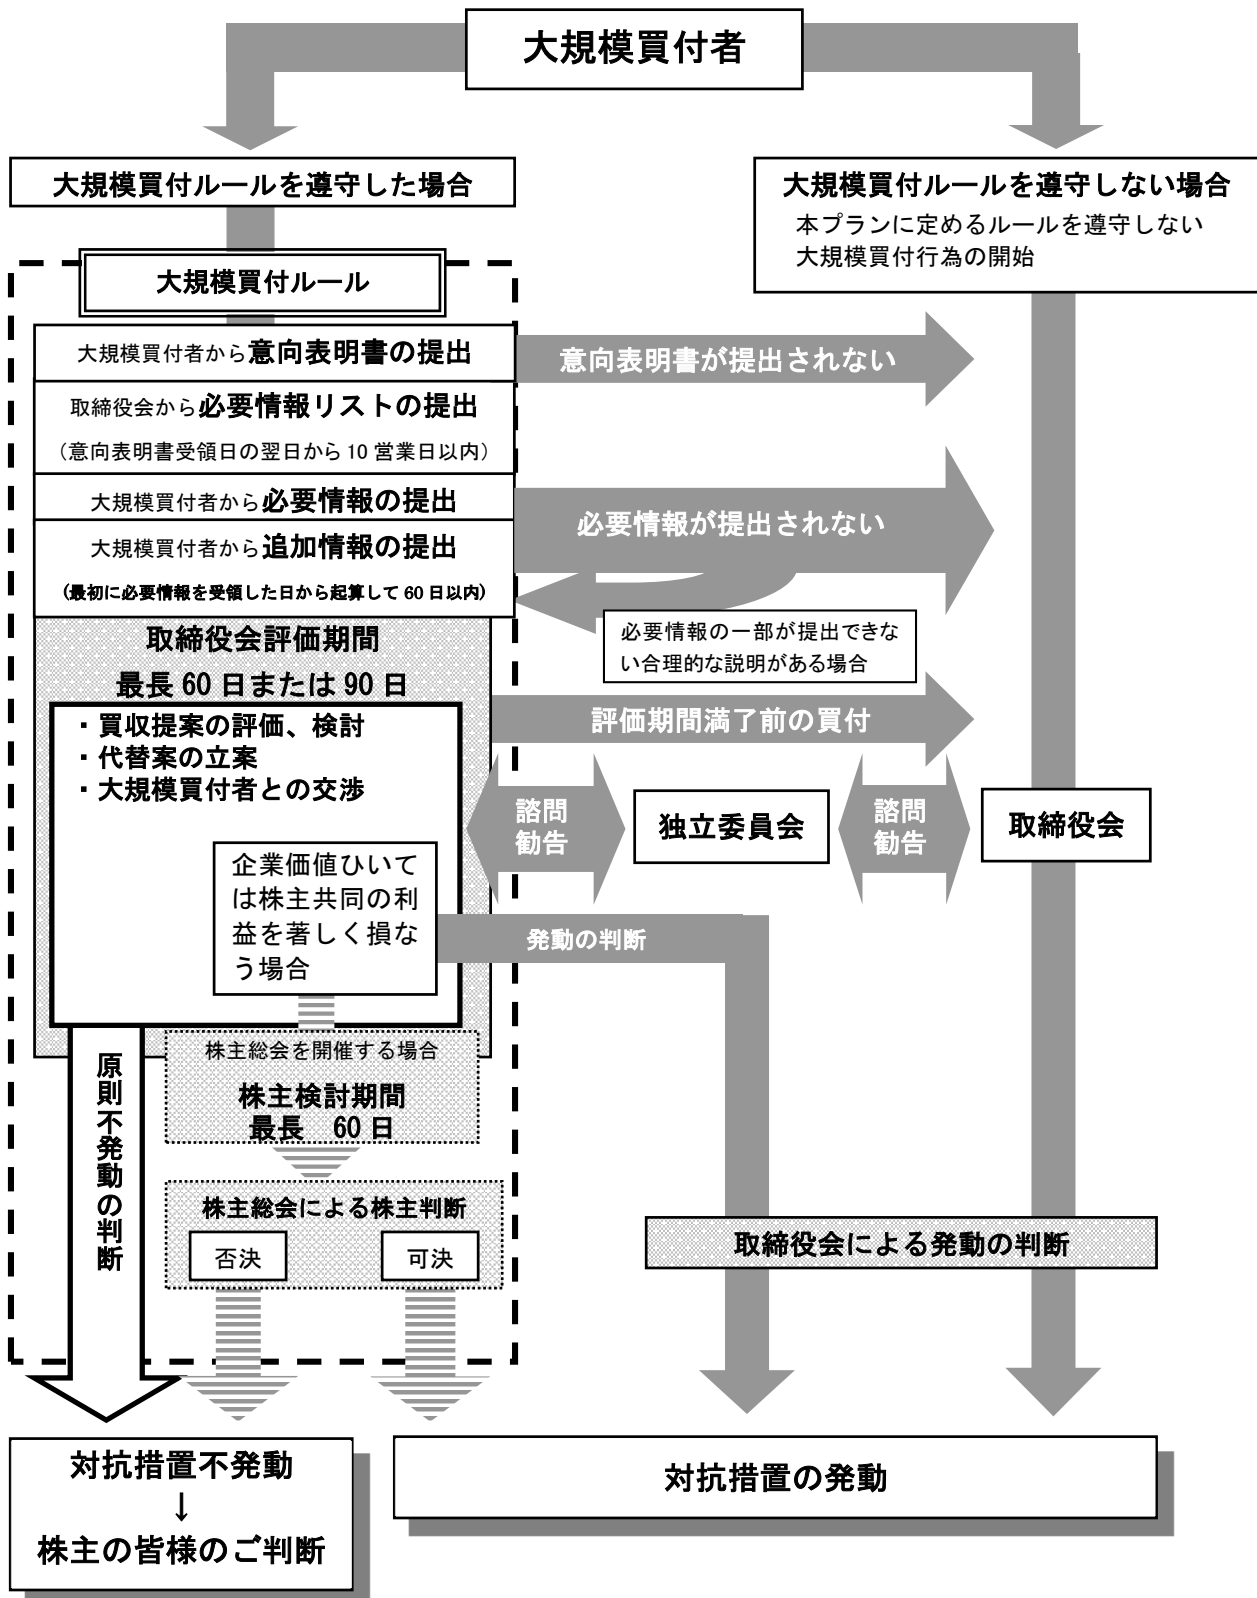 大規模買付者
大規模買付ルールを遵守した場合
大規模買付ルールを遵守しない場合
本プランに定めるルールを遵守しない
大規模買付行為の開始
大規模買付ルール
大規模買付者から意向表明書の提出
意向表明書が提出されない
取締役会から必要情報リストの提出
（意向表明書受領日の翌日から10営業日以内）
大規模買付者から必要情報の提出
必要情報が提出されない
大規模買付者から追加情報の提出
(最初に必要情報を受領した日から起算して60日以内)
必要情報の一部が提出できな
い合理的な説明がある場合
取締役会評価期間
最長60日または90日
評価期間満了前の買付
・買収提案の評価、検討
・代替案の立案
・大規模買付者との交渉
諮問
勧告
独立委員会
諮問
勧告
取締役会
企業価値ひいて
は株主共同の利
益を著しく損な
う場合
発動の判断
原則不発動の判断
株主総会を開催する場合
株主検討期間
最長　60日
株主総会による株主判断
否決
可決
取締役会による発動の判断
対抗措置不発動
↓
株主の皆様のご判断
対抗措置の発動